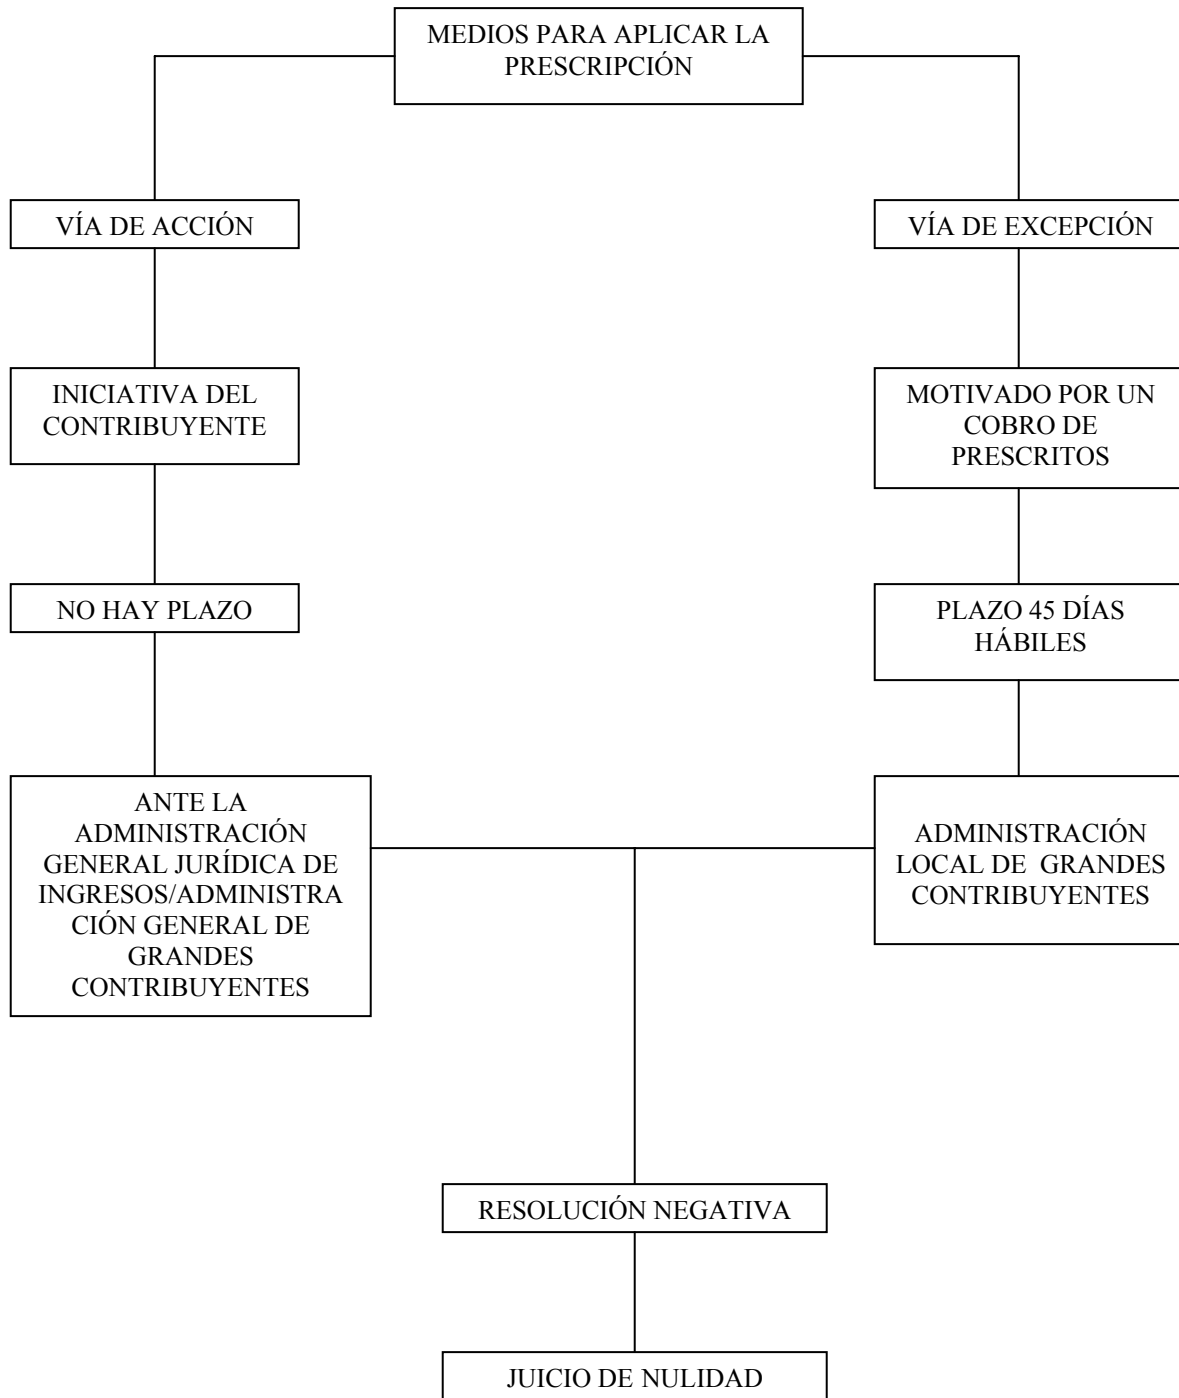 MEDIOS PARA APLICAR LA
PRESCRIPCIÓN
VÍA DE ACCIÓN
VÍA DE EXCEPCIÓN
INICIATIVA DEL
CONTRIBUYENTE
MOTIVADO POR UN
COBRO DE
PRESCRITOS
NO HAY PLAZO
PLAZO 45 DÍAS
HÁBILES
ANTE LA
ADMINISTRACIÓN
GENERAL JURÍDICA DE
INGRESOS/ADMINISTRA
CIÓN GENERAL DE
GRANDES
CONTRIBUYENTES
ADMINISTRACIÓN
LOCAL DE GRANDES
CONTRIBUYENTES
RESOLUCIÓN NEGATIVA
JUICIO DE NULIDAD